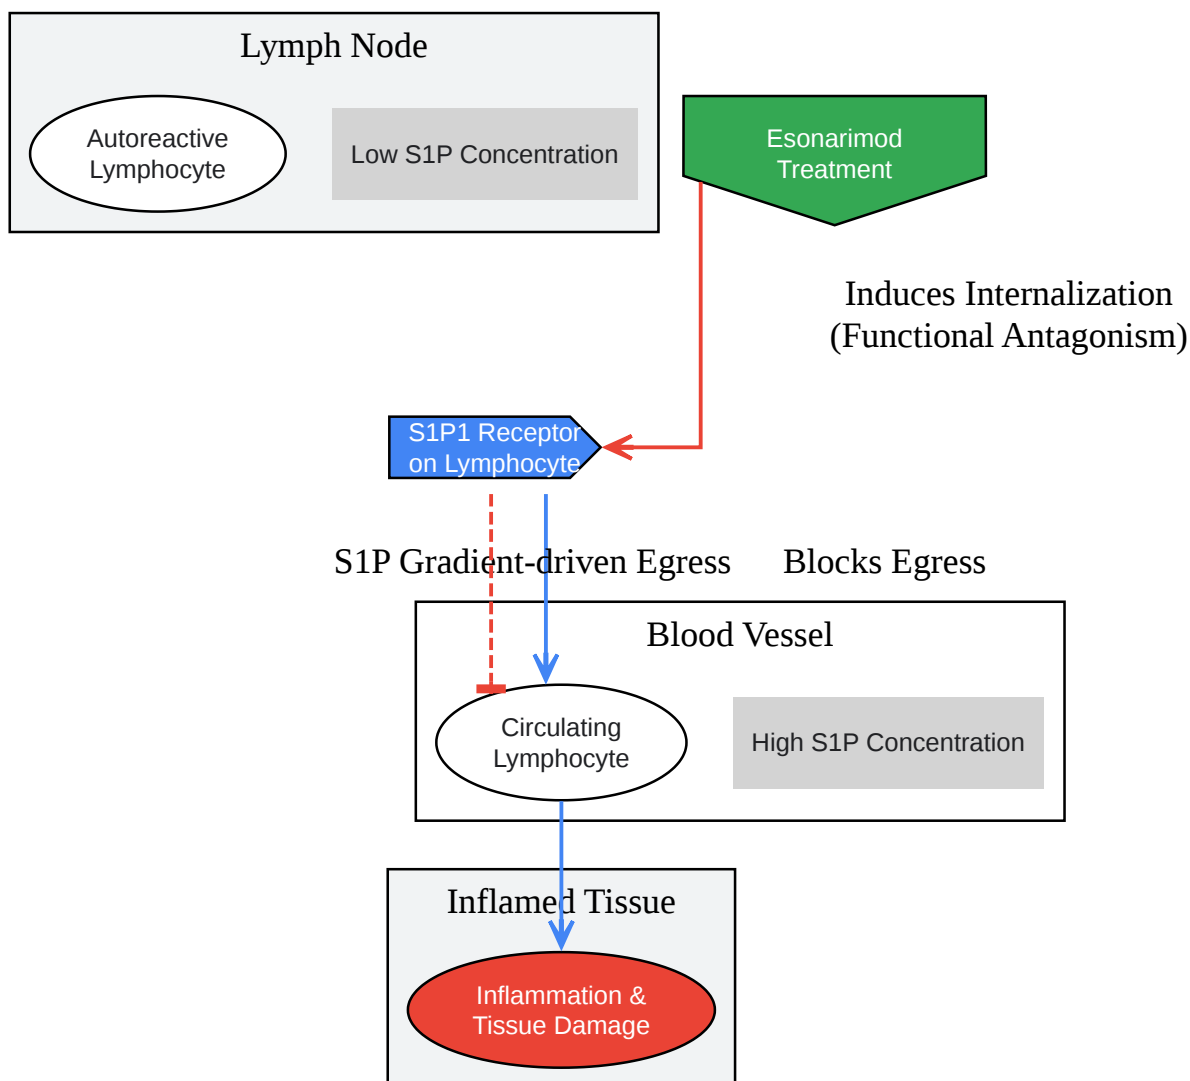 Lymph Node
Autoreactive
Lymphocyte
Low S1P Concentration
Esonarimod
Treatment
Induces Internalization
(Functional Antagonism)
S1P1 Receptor
on Lymphocyte
S1P Gradient-driven Egress
Blocks Egress
Blood Vessel
Circulating
Lymphocyte
High S1P Concentration
Inflamed Tissue
Inflammation &
Tissue Damage